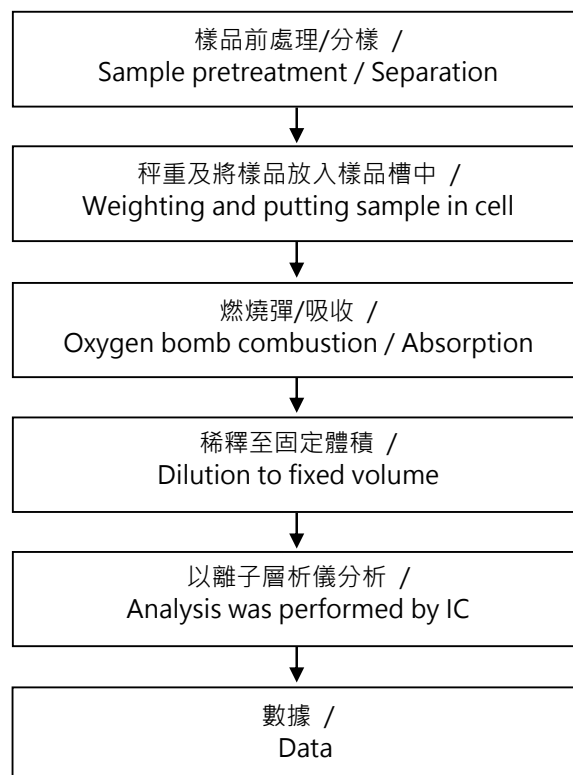 樣品前處理/分樣 /
Sample pretreatment / Separation
秤重及將樣品放入樣品槽中 /
Weighting and putting sample in cell
燃燒彈/吸收 /
Oxygen bomb combustion / Absorption
稀釋至固定體積 /
Dilution to fixed volume
以離子層析儀分析 /
Analysis was performed by IC
數據 /
Data